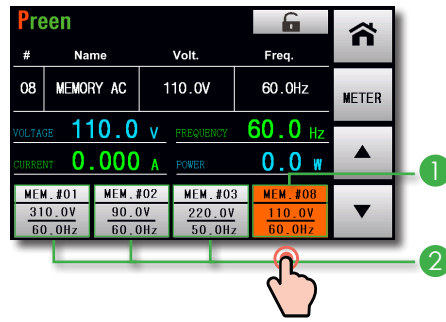 Preen
# Name Volt. Freq.
08 MEMORY AC 110.0V 60.0Hz
METER
VOLTAGE 110.0 V FREQUENCY 60.0 Hz
CURRENT 0.000 A POWER 0.0 W
1
MEM.#01 MEM.#02 MEM.#03 MEM.#08
310.0V 90.0V 220.0V 110.0V
60.0Hz 60.0Hz 50.0Hz 60.0Hz
2